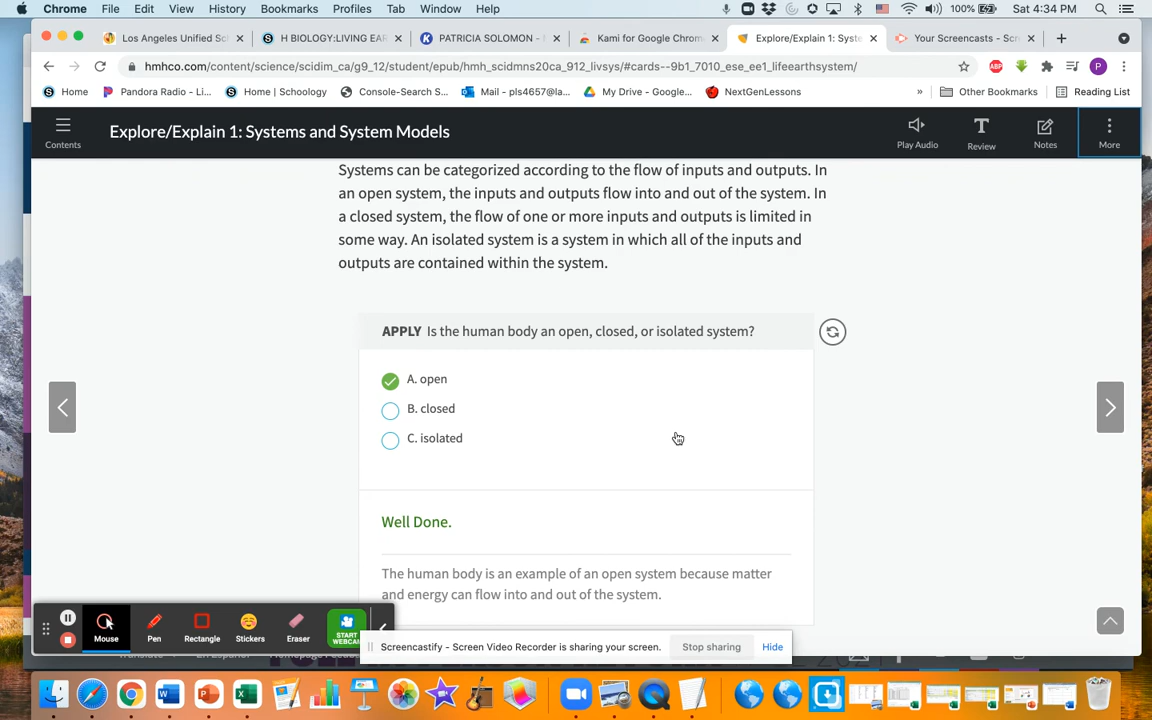 Chrome File Edit View History Bookmarks Profiles Tab Window Help 100% Sat 4:34 PM
Los Angeles Unified Sc H BIOLOGY:LIVING EAR PATRICIA SOLOMON - Kami for Google Chrom Explore/Explain 1: Syste Your Screencasts - Scr
hmhco.com/content/science/scidim_ca/g9_12/student/epub/hmh_scidmns20ca_912_livsys/#cards--9b1_7010_ese_ee1_lifeearthsystem/ ABP P
Home Pandora Radio - Li... Home | Schoology Console-Search S... Mail - pls4657@la... My Drive - Google... NextGenLessons » Other Bookmarks Reading List
Contents Explore/Explain 1: Systems and System Models Play Audio Review Notes More
Systems can be categorized according to the flow of inputs and outputs. In
an open system, the inputs and outputs flow into and out of the system. In
a closed system, the flow of one or more inputs and outputs is limited in
some way. An isolated system is a system in which all of the inputs and
outputs are contained within the system.
APPLY Is the human body an open, closed, or isolated system?
A. open
B. closed
C. isolated
Well Done.
The human body is an example of an open system because matter
and energy can flow into and out of the system.
Mouse Pen Rectangle Stickers Eraser START WEBCAM
Screencastify - Screen Video Recorder is sharing your screen. Stop sharing Hide